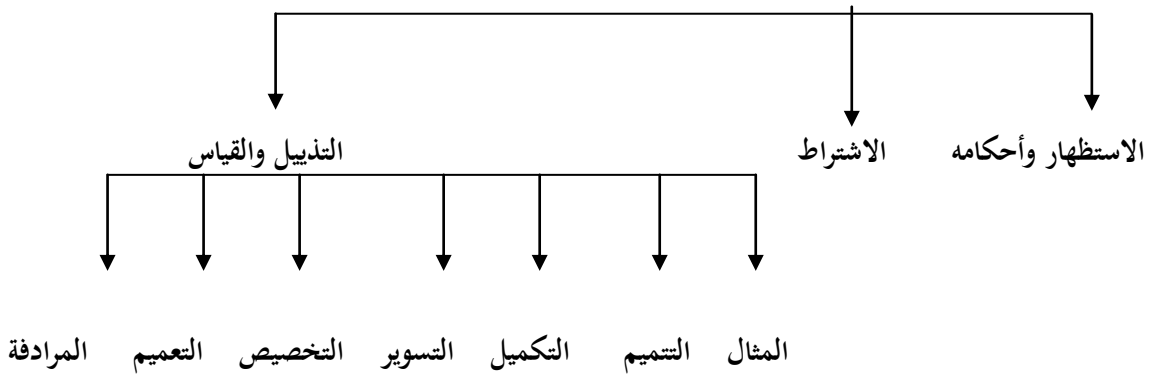 الاستظهار وأحكامه الاشتراط التذييل والقياس
المثال التتميم التكميل التسوير التخصيص التعميم المرادفة